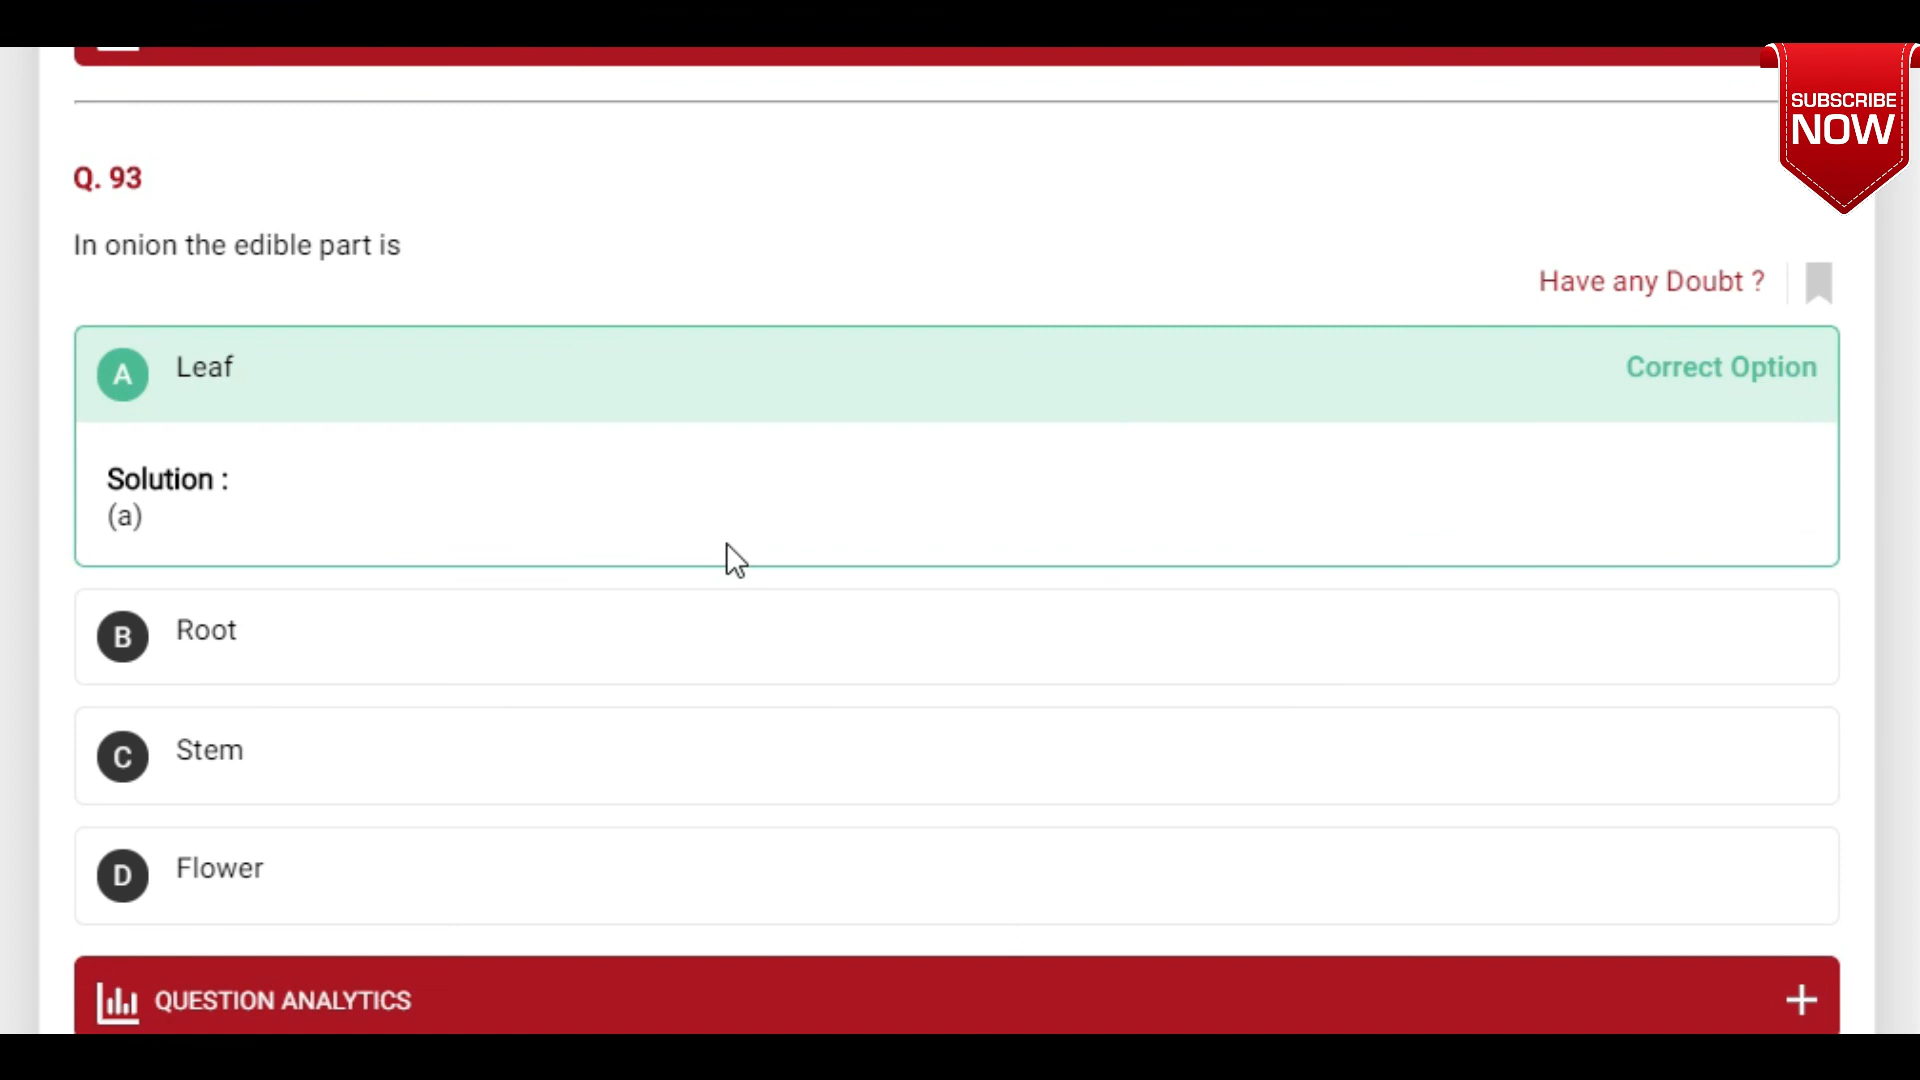 SUBSCRIBE
NOW
Q. 93
In onion the edible part is
Have any Doubt ?
A Leaf Correct Option
Solution :
(a)
B Root
C Stem
D Flower
QUESTION ANALYTICS +